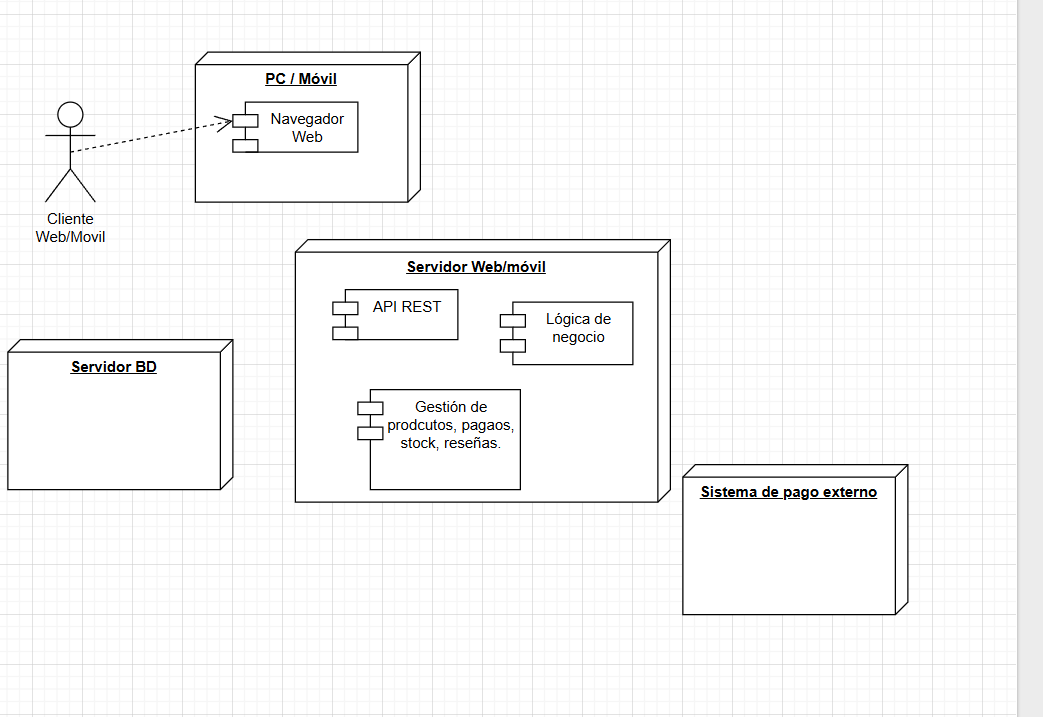 PC / Móvil
Navegador
Web
Cliente
Web/Movil
Servidor Web/móvil
API REST
Lógica de
negocio
Servidor BD
Gestión de
prodcutos, pagaos,
stock, reseñas.
Sistema de pago externo